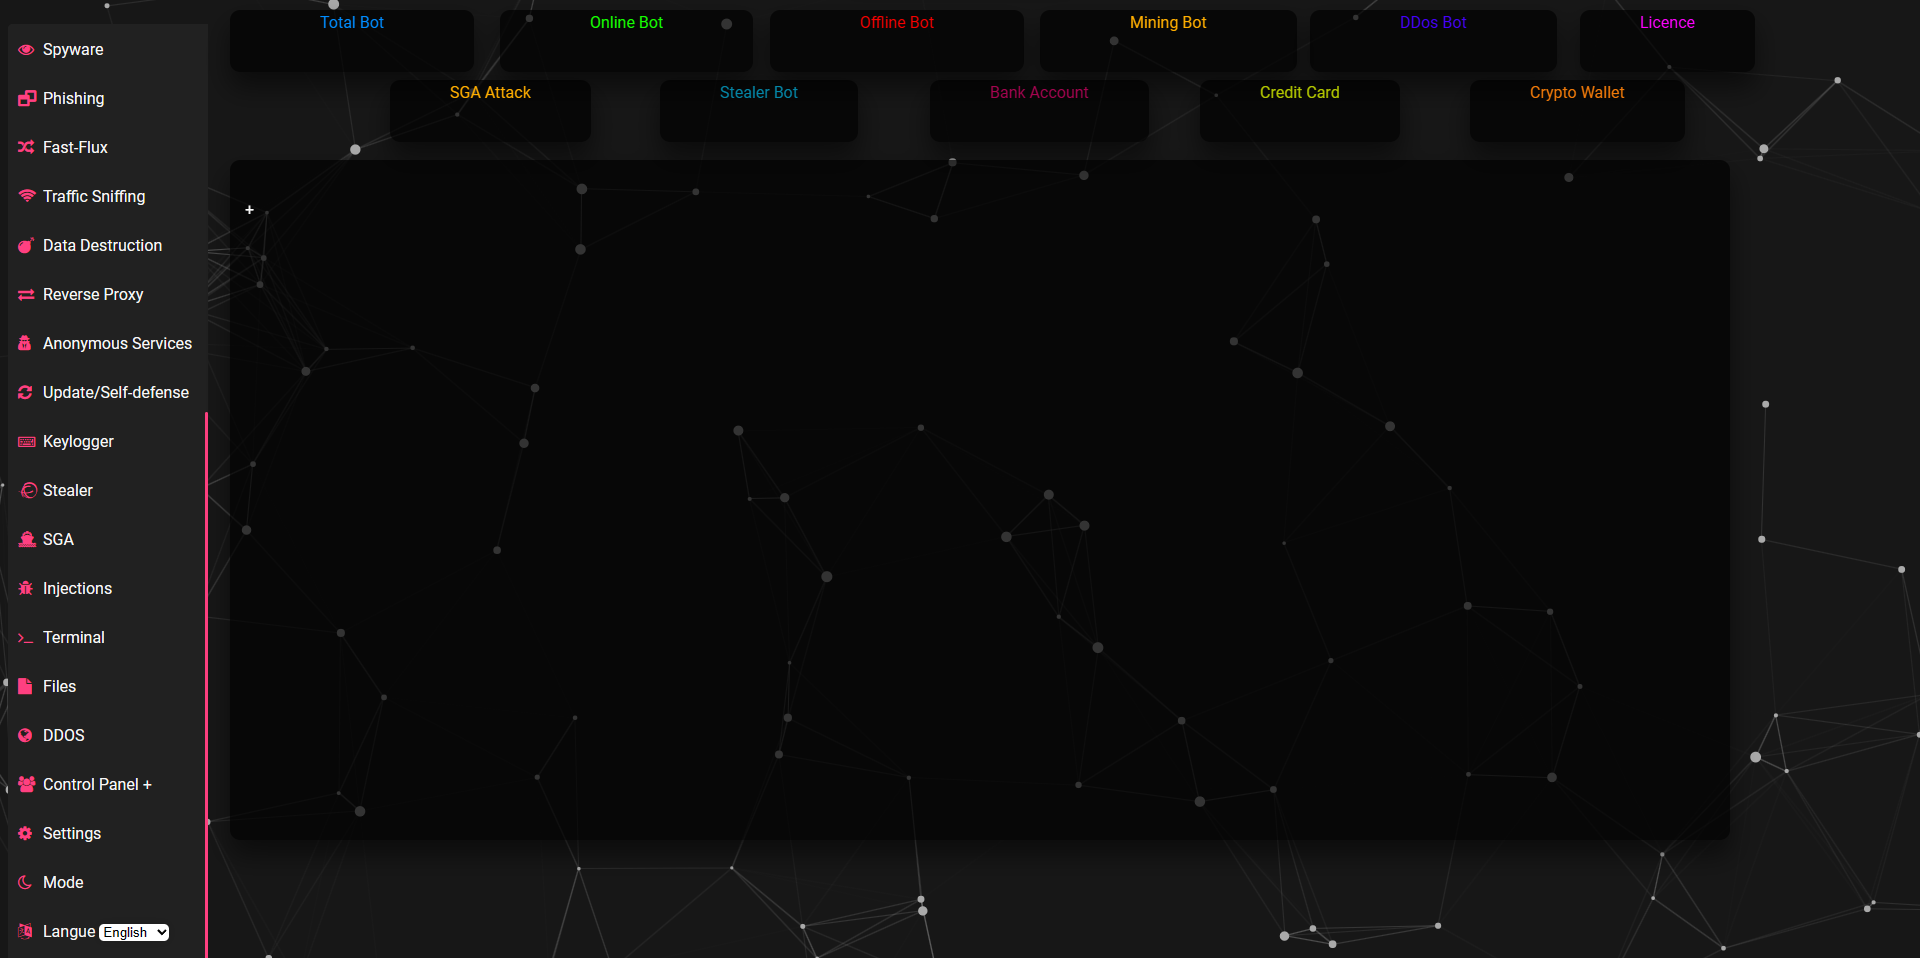 Total Bot
Online Bot
Offline Bot
Mining Bot
DDos Bot
Licence
SGA Attack
Stealer Bot
Bank Account
Credit Card
Crypto Wallet
+
Spyware
Phishing
Fast-Flux
Traffic Sniffing
Data Destruction
Reverse Proxy
Anonymous Services
Update/Self-defense
Keylogger
Stealer
SGA
Injections
Terminal
Files
DDOS
Control Panel +
Settings
Mode
Langue English